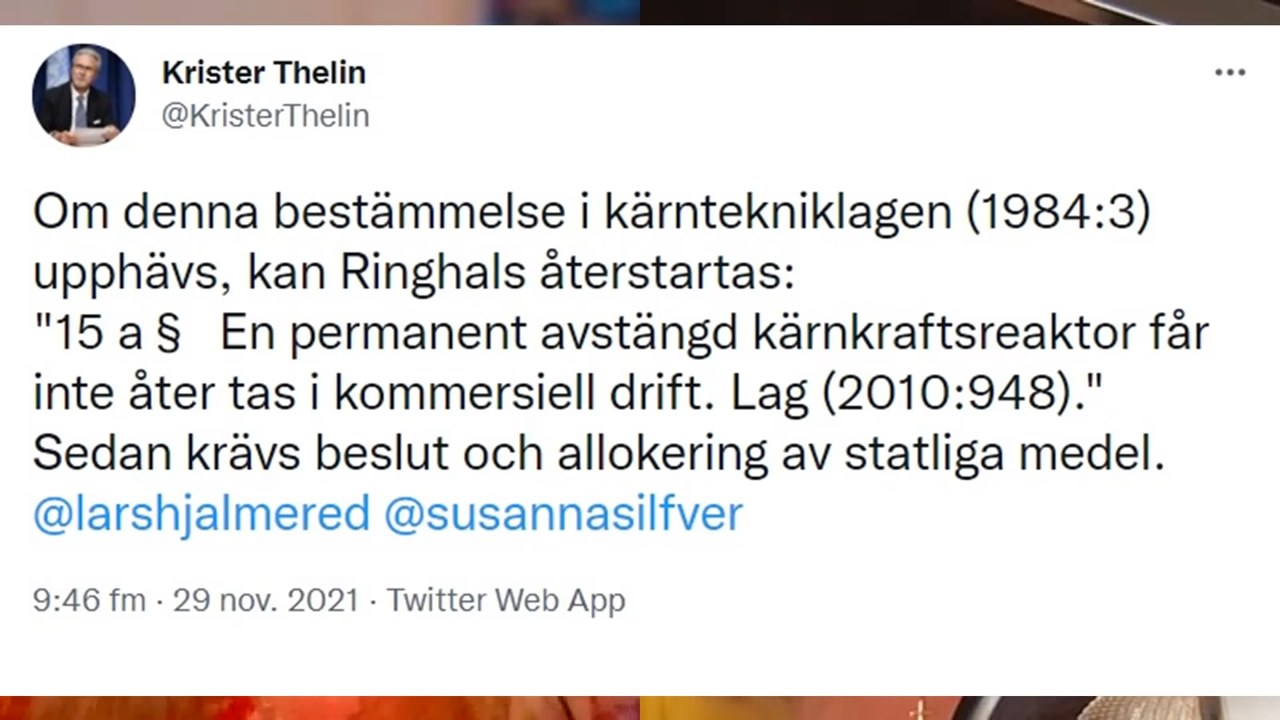 Krister Thelin
@KristerThelin
Om denna bestämmelse i kärntekniklagen (1984:3)
upphävs, kan Ringhals återstartas:
"15 a § En permanent avstängd kärnkraftsreaktor får
inte åter tas i kommersiell drift. Lag (2010:948)."
Sedan krävs beslut och allokering av statliga medel.
@larshjalmered @susannasilfver
9:46 fm · 29 nov. 2021 · Twitter Web App